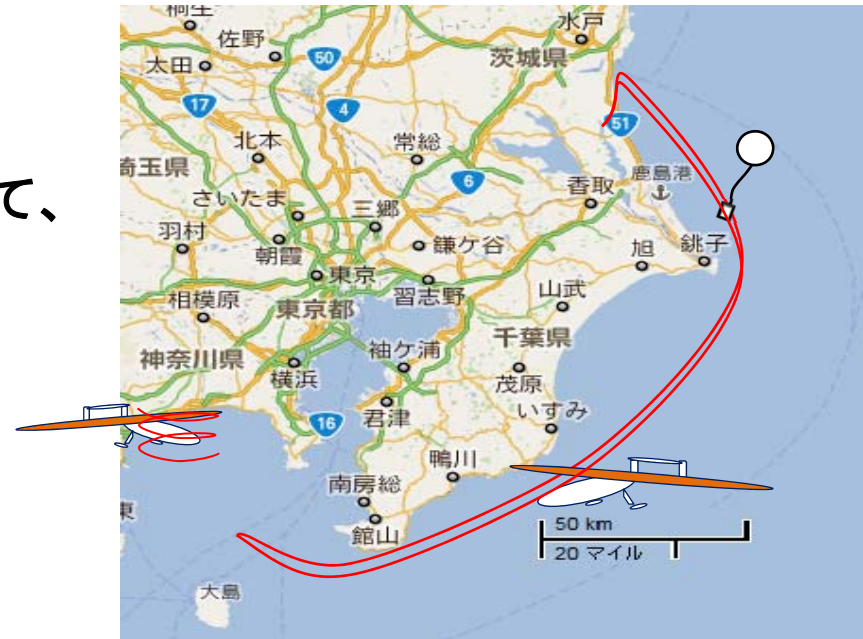 桐生
水戸
佐野
50
茨城県
太田
17
4
51
北本
常総
埼玉県
6
鹿島港
香取
て、
さいたま
三郷
羽村
鎌ケ谷
旭
銚子
朝霞
東京
習志野
山武
相模原
東京都
千葉県
袖ケ浦
神奈川県
横浜
茂原
君津
いすみ
16
鴨川
南房総
東
館山
50 km
20 マイル
大島